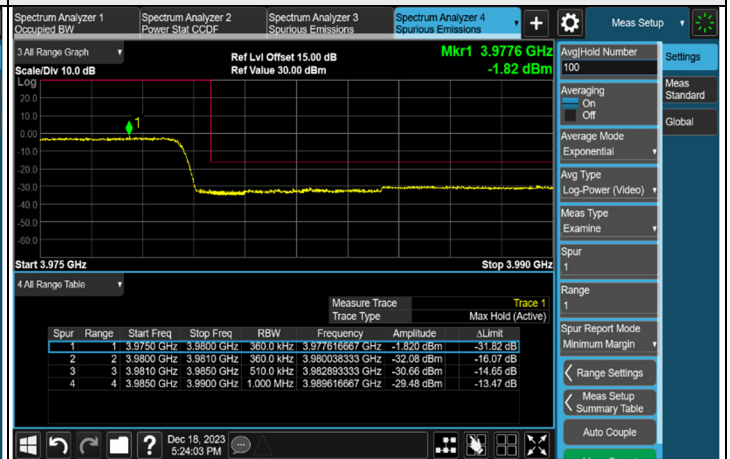 Spectrum Analyzer 1
Occupied BW
Spectrum Analyzer 2
Power Stat CCDF
Spectrum Analyzer 3
Spurious Emissions
Spectrum Analyzer 4
Spurious Emissions
Meas Setup
3 All Range Graph
Ref Lvl Offset 15.00 dB
Mkr1 3.9776 GHz
Scale/Div 10.0 dB
Ref Value 30.00 dBm
-1.82 dBm
Log
20.0
10.0
0.00
-10.0
-20.0
-30.0
-40.0
-50.0
-60.0
1
Start 3.975 GHz
Stop 3.990 GHz
4 All Range Table
Measure Trace Trace 1
Trace Type Max Hold (Active)
Spur Range Start Freq Stop Freq RBW Frequency Amplitude ΔLimit
1 1 3.9750 GHz 3.9800 GHz 360.0 kHz 3.977616667 GHz -1.820 dBm -31.82 dB
2 2 3.9800 GHz 3.9810 GHz 360.0 kHz 3.980038333 GHz -32.08 dBm -16.07 dB
3 3 3.9810 GHz 3.9850 GHz 510.0 kHz 3.982893333 GHz -30.66 dBm -14.65 dB
4 4 3.9850 GHz 3.9900 GHz 1.000 MHz 3.989616667 GHz -29.48 dBm -13.47 dB
Dec 18, 2023
5:24:03 PM
Avg|Hold Number
100
Averaging
On
Off
Average Mode
Exponential
Avg Type
Log-Power (Video)
Meas Type
Examine
Spur
1
Range
1
Spur Report Mode
Minimum Margin
Range Settings
Meas Setup
Summary Table
Auto Couple
Settings
Meas
Standard
Global